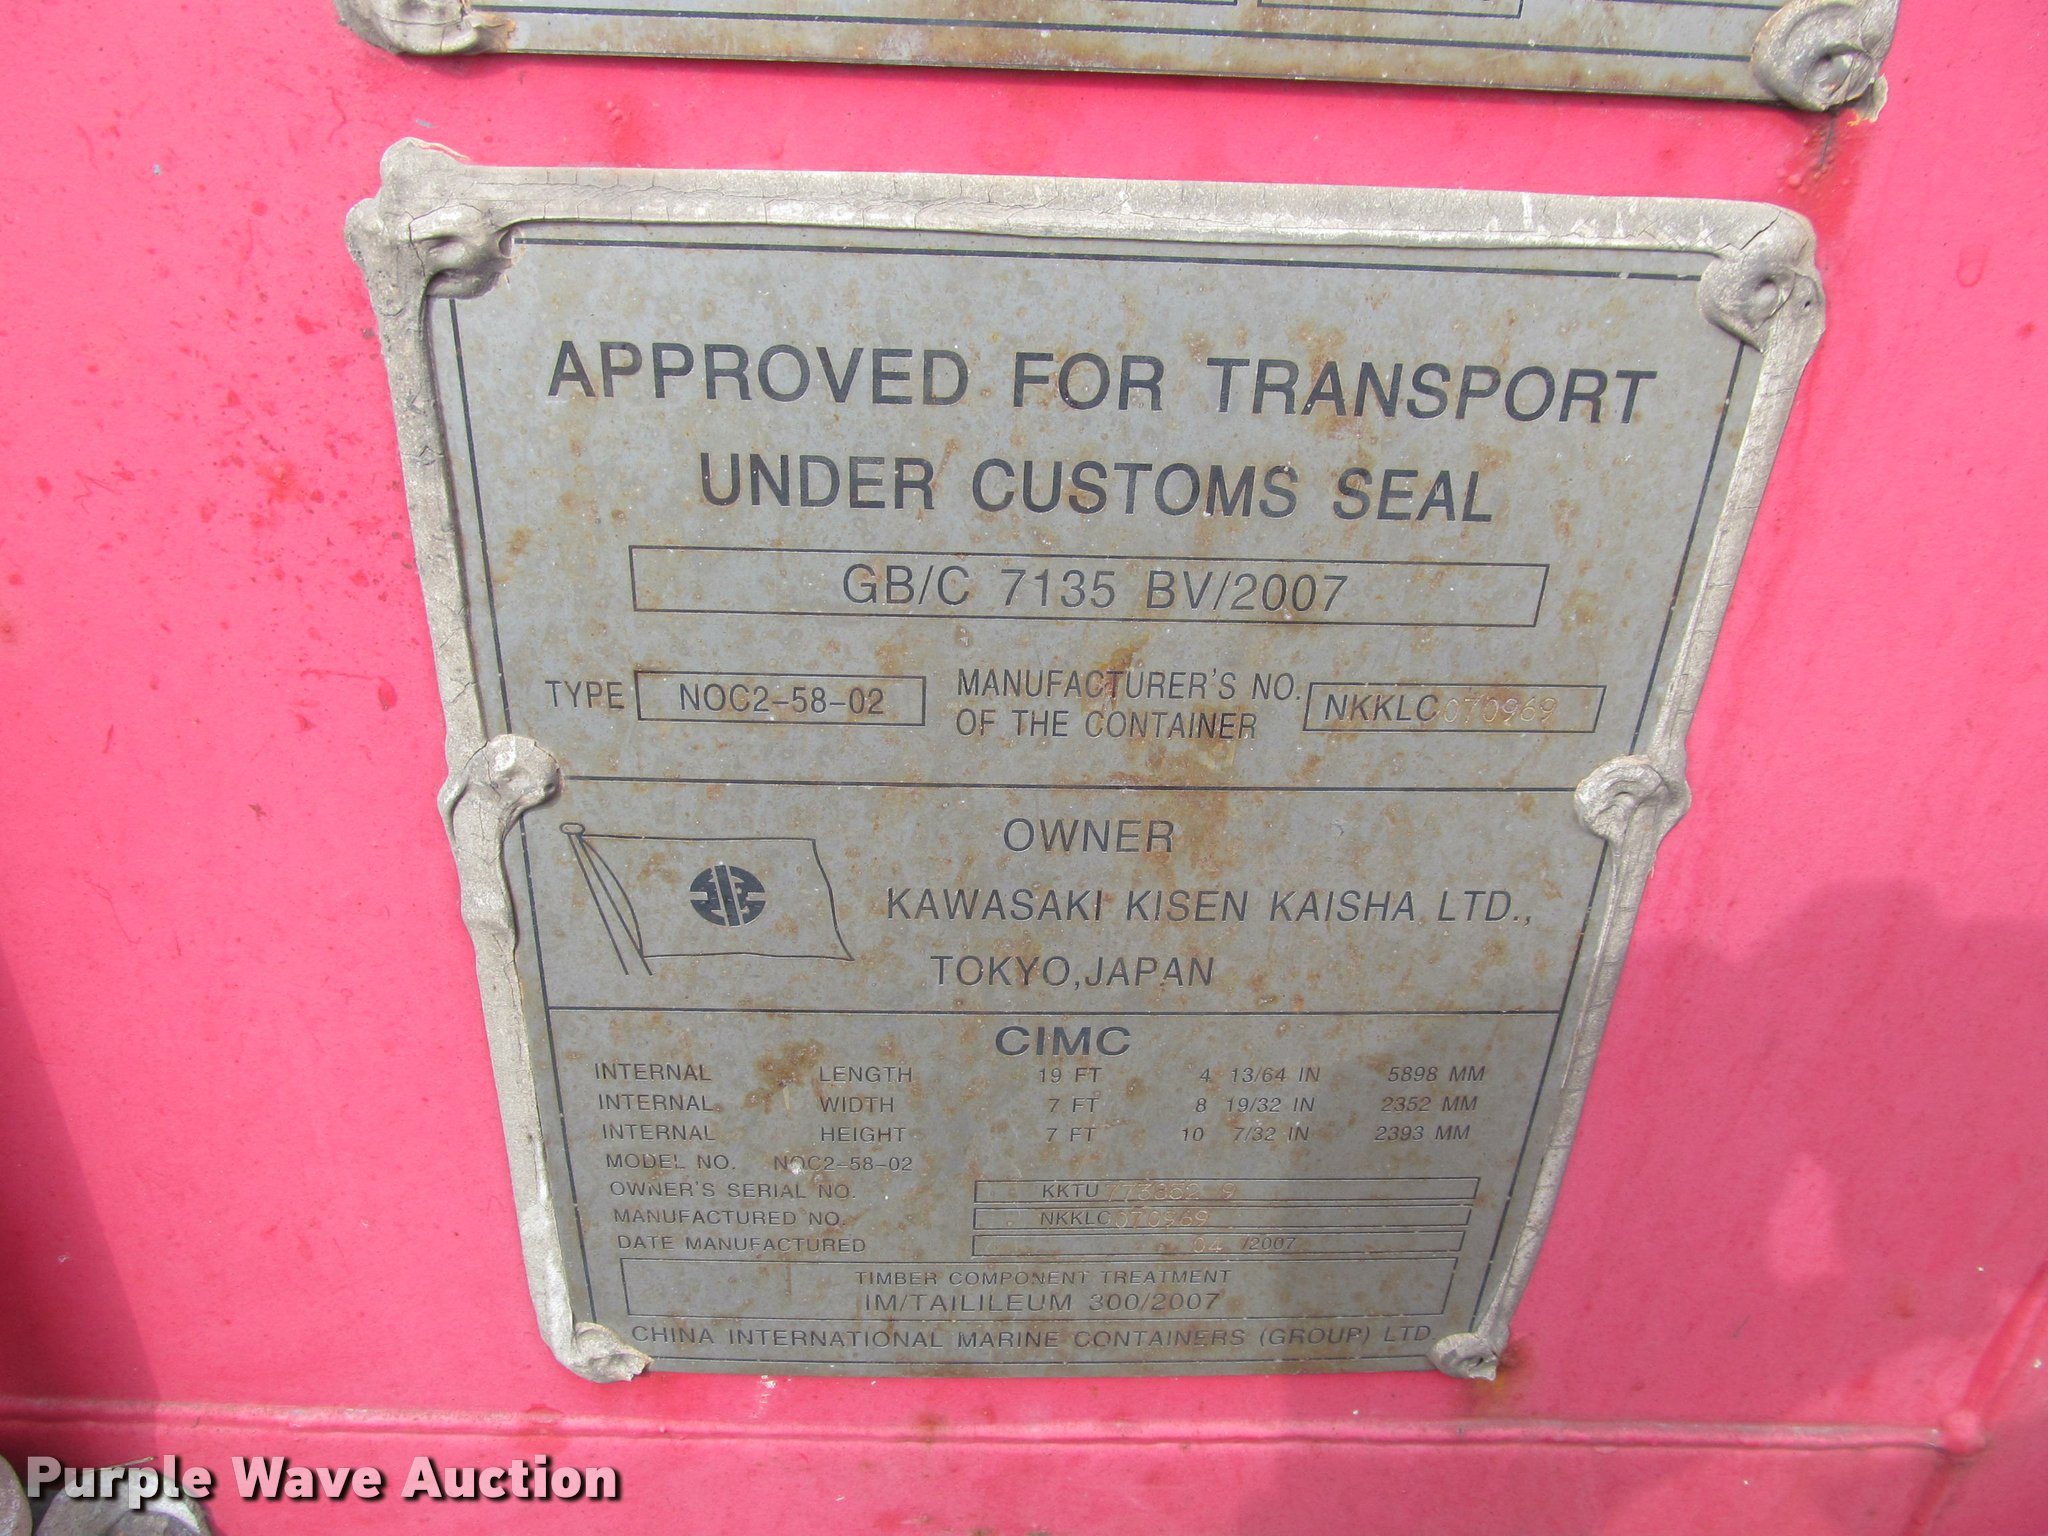 APPROVED FOR TRANSPORT
UNDER CUSTOMS SEAL
GB/C 7135 BV/2007
TYPE NOC2-58-02 MANUFACTURER'S NO. OF THE CONTAINER NKKLC070969
OWNER
KAWASAKI KISEN KAISHA LTD.,
TOKYO,JAPAN
CIMC
INTERNAL LENGTH 19 FT 4 13/64 IN 5898 MM
INTERNAL WIDTH 7 FT 8 19/32 IN 2352 MM
INTERNAL HEIGHT 7 FT 10 7/32 IN 2393 MM
MODEL NO. NOC2-58-02
OWNER'S SERIAL NO. KKTU
MANUFACTURED NO. NKKLC070969
DATE MANUFACTURED 04 /2007
TIMBER COMPONENT TREATMENT
IM/TAILILEUM 300/2007
CHINA INTERNATIONAL MARINE CONTAINERS (GROUP) LTD.
Purple Wave Auction